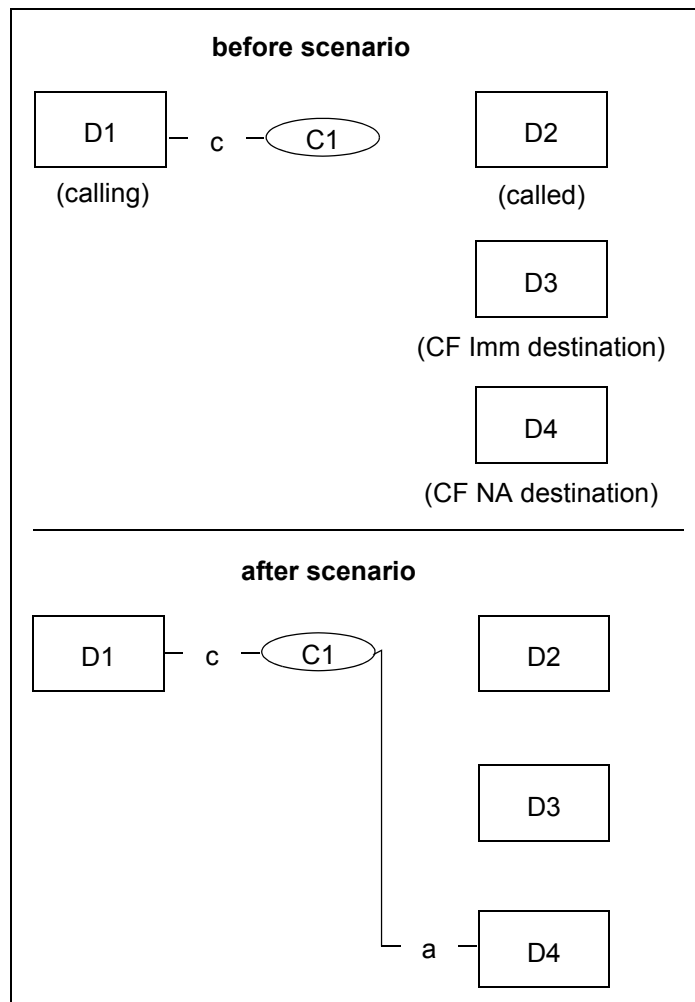 before scenario
D1 c C1 D2
(calling) (called)
D3
(CF Imm destination)
D4
(CF NA destination)
after scenario
D1 c C1 D2
D3
a D4